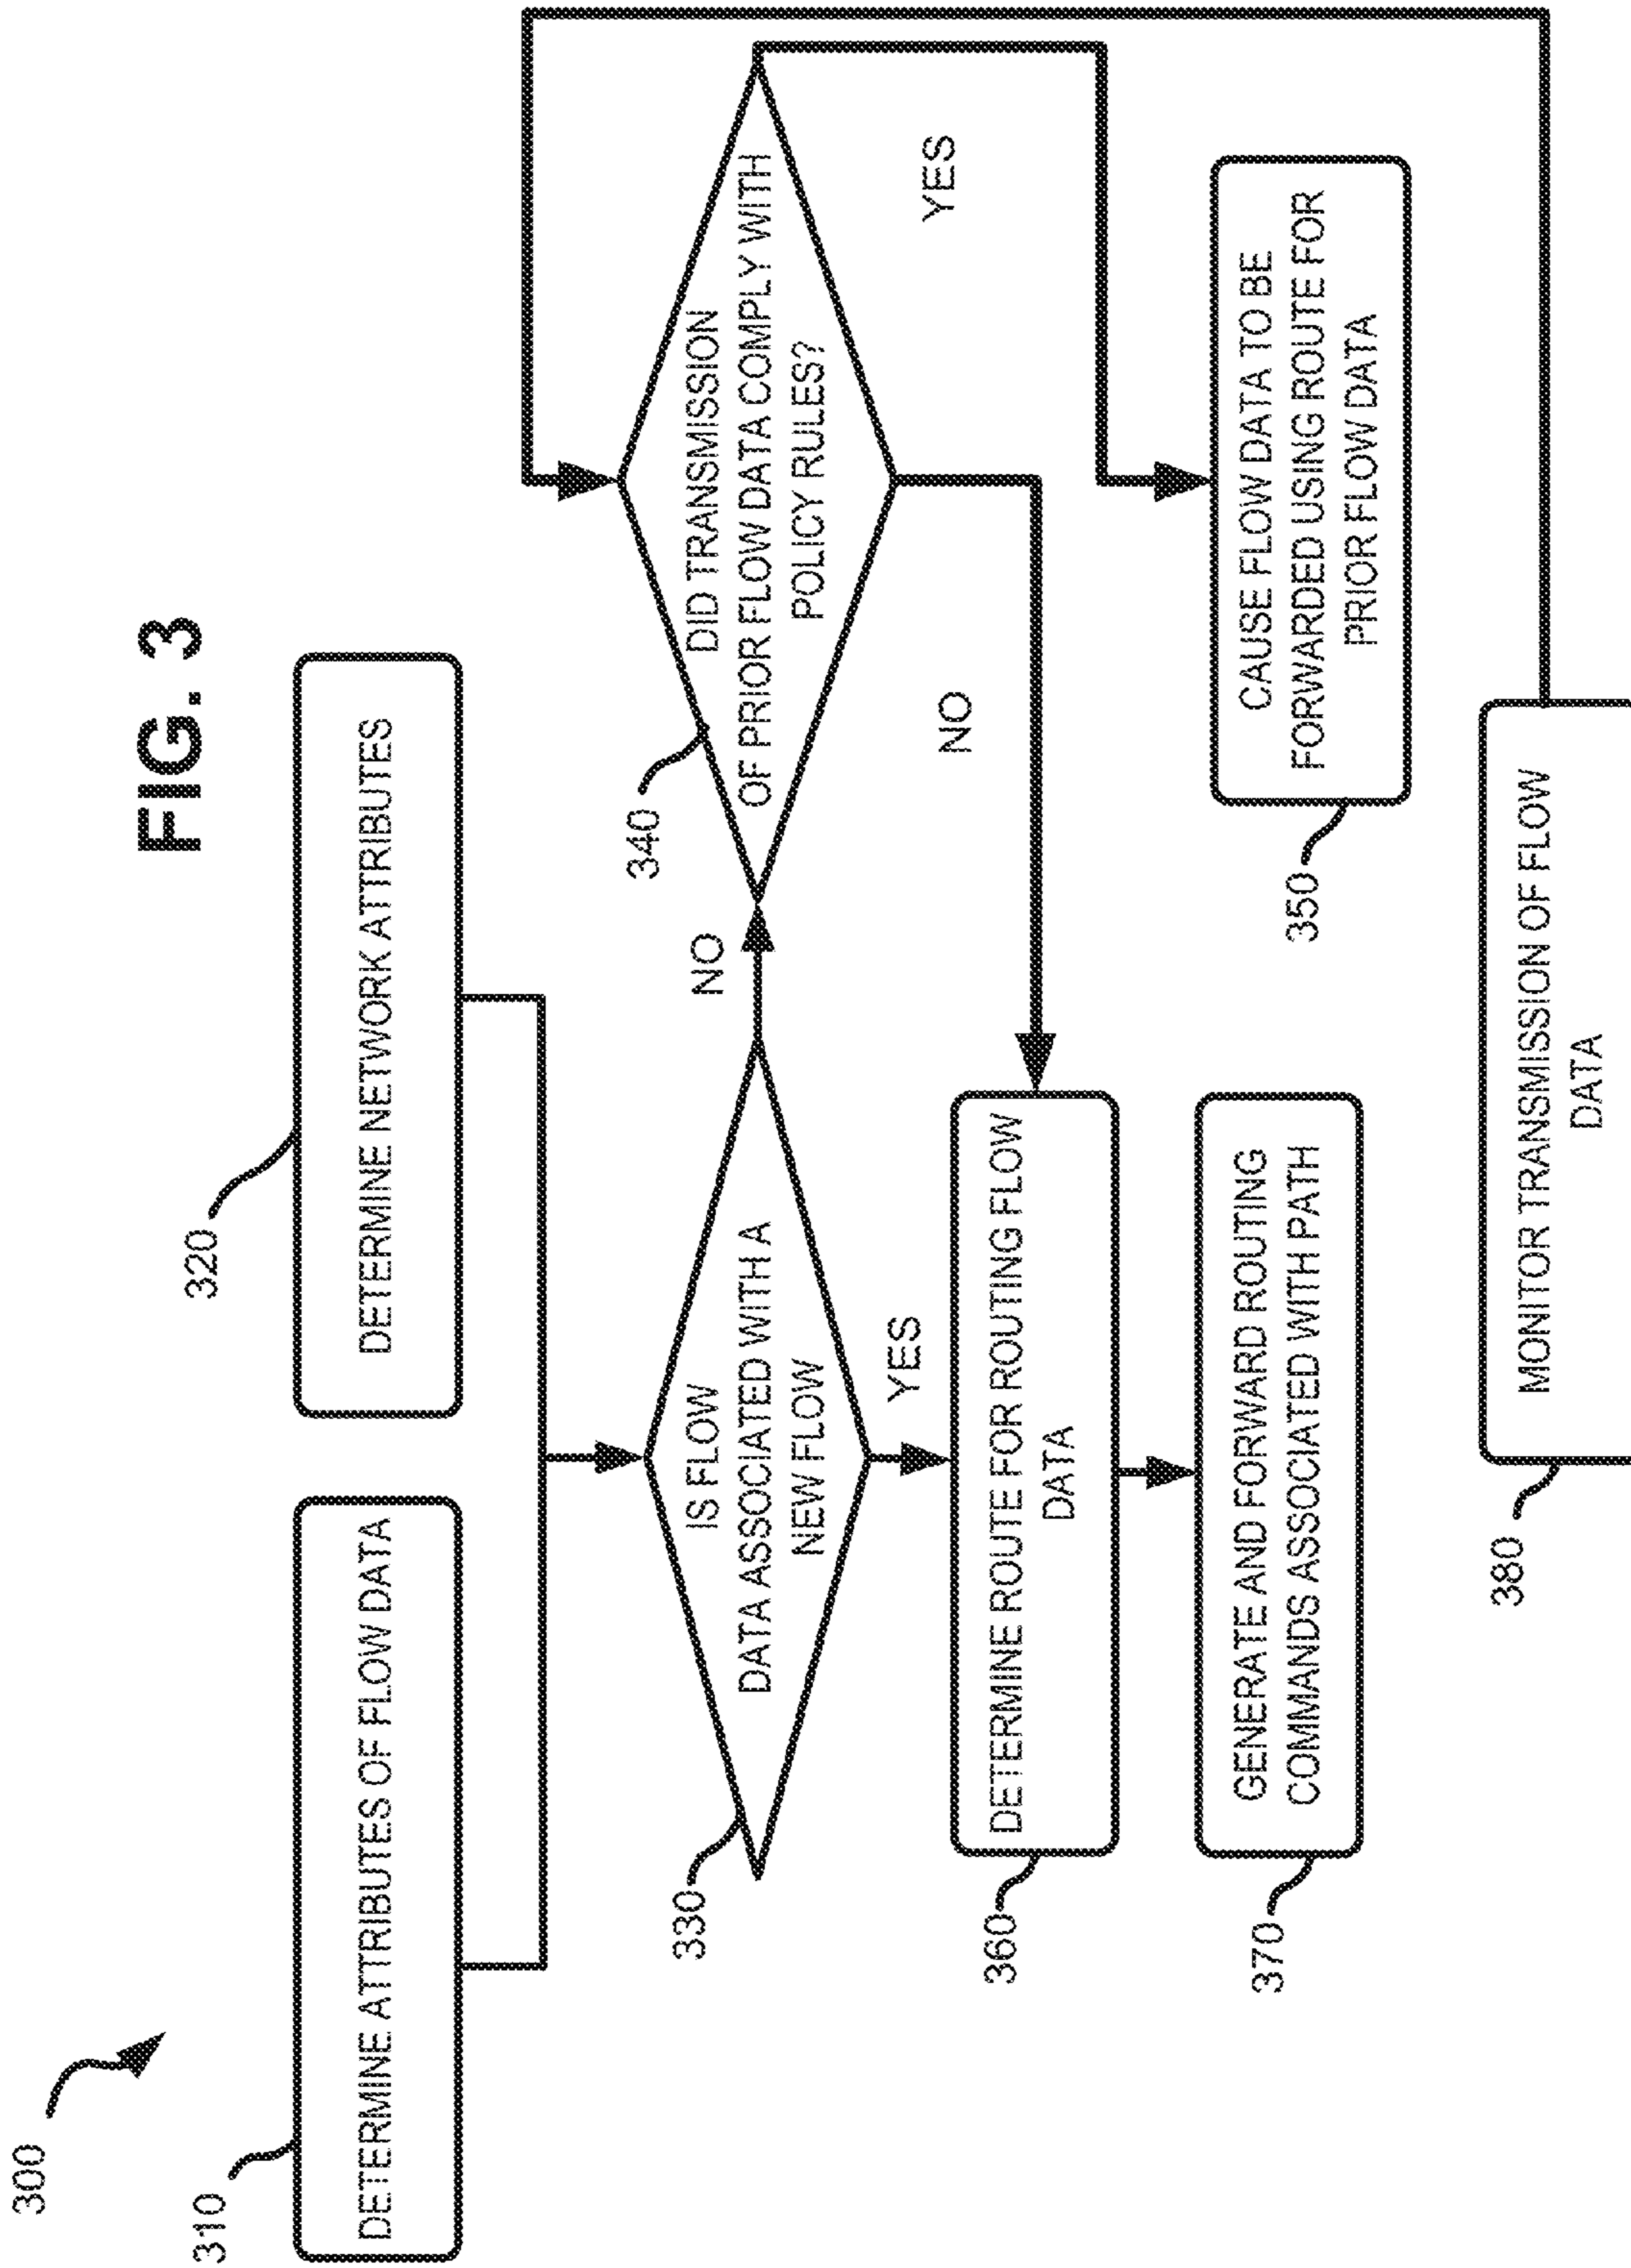 FIG. 3
300
310
DETERMINE ATTRIBUTES OF FLOW DATA
320
DETERMINE NETWORK ATTRIBUTES
330
IS FLOW
DATA ASSOCIATED WITH A
NEW FLOW
NO
YES
340
DID TRANSMISSION
OF PRIOR FLOW DATA COMPLY WITH
POLICY RULES?
NO
YES
360
DETERMINE ROUTE FOR ROUTING FLOW
DATA
370
GENERATE AND FORWARD ROUTING
COMMANDS ASSOCIATED WITH PATH
350
CAUSE FLOW DATA TO BE
FORWARDED USING ROUTE FOR
PRIOR FLOW DATA
380
MONITOR TRANSMISSION OF FLOW
DATA